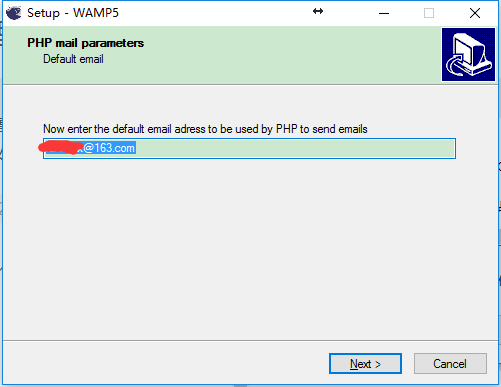 Setup - WAMP5
PHP mail parameters
Default email
Now enter the default email adress to be used by PHP to send emails
@163.com
Next >
Cancel